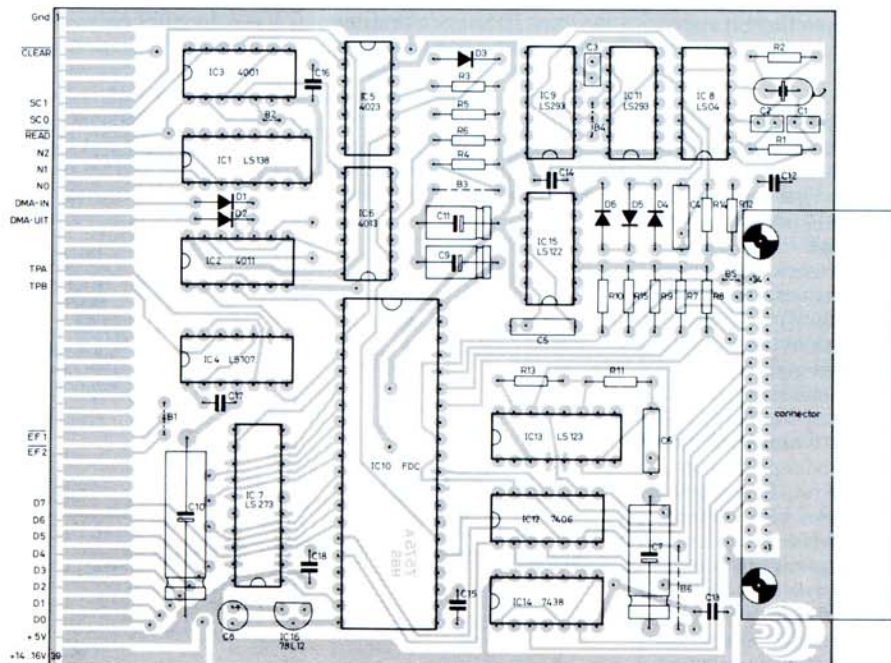 Gnd 1
CLEAR
SC1
SC0
READ
N2
N1
N0
DMA-IN
DMA-UIT
TPA
TPB
EF1
EF2
D7
D6
D5
D4
D3
D2
D1
D0
+5V
+14..16V 39
IC3 4001
C16
B2
IC1 LS138
D1
D2
IC2 4011
IC4 LB707
C17
B1
C10
IC7
LS273
C18
C8
IC16
78L12
IC5
4023
IC6
4013
D3
R3
R5
R6
R4
B3
C11
C9
IC10 FDC
HBS
C15
IC9
LS293
C3
B4
IC11
LS293
IC8
LS04
R2
C2
C1
R1
C14
C12
IC15
LS122
D6
D5
D4
C4
R14
R12
R10
R15
R9
R7
R8
B5
C5
R13
R11
IC13 LS123
C6
IC12 7406
C7
B6
IC14 7438
C13
connector